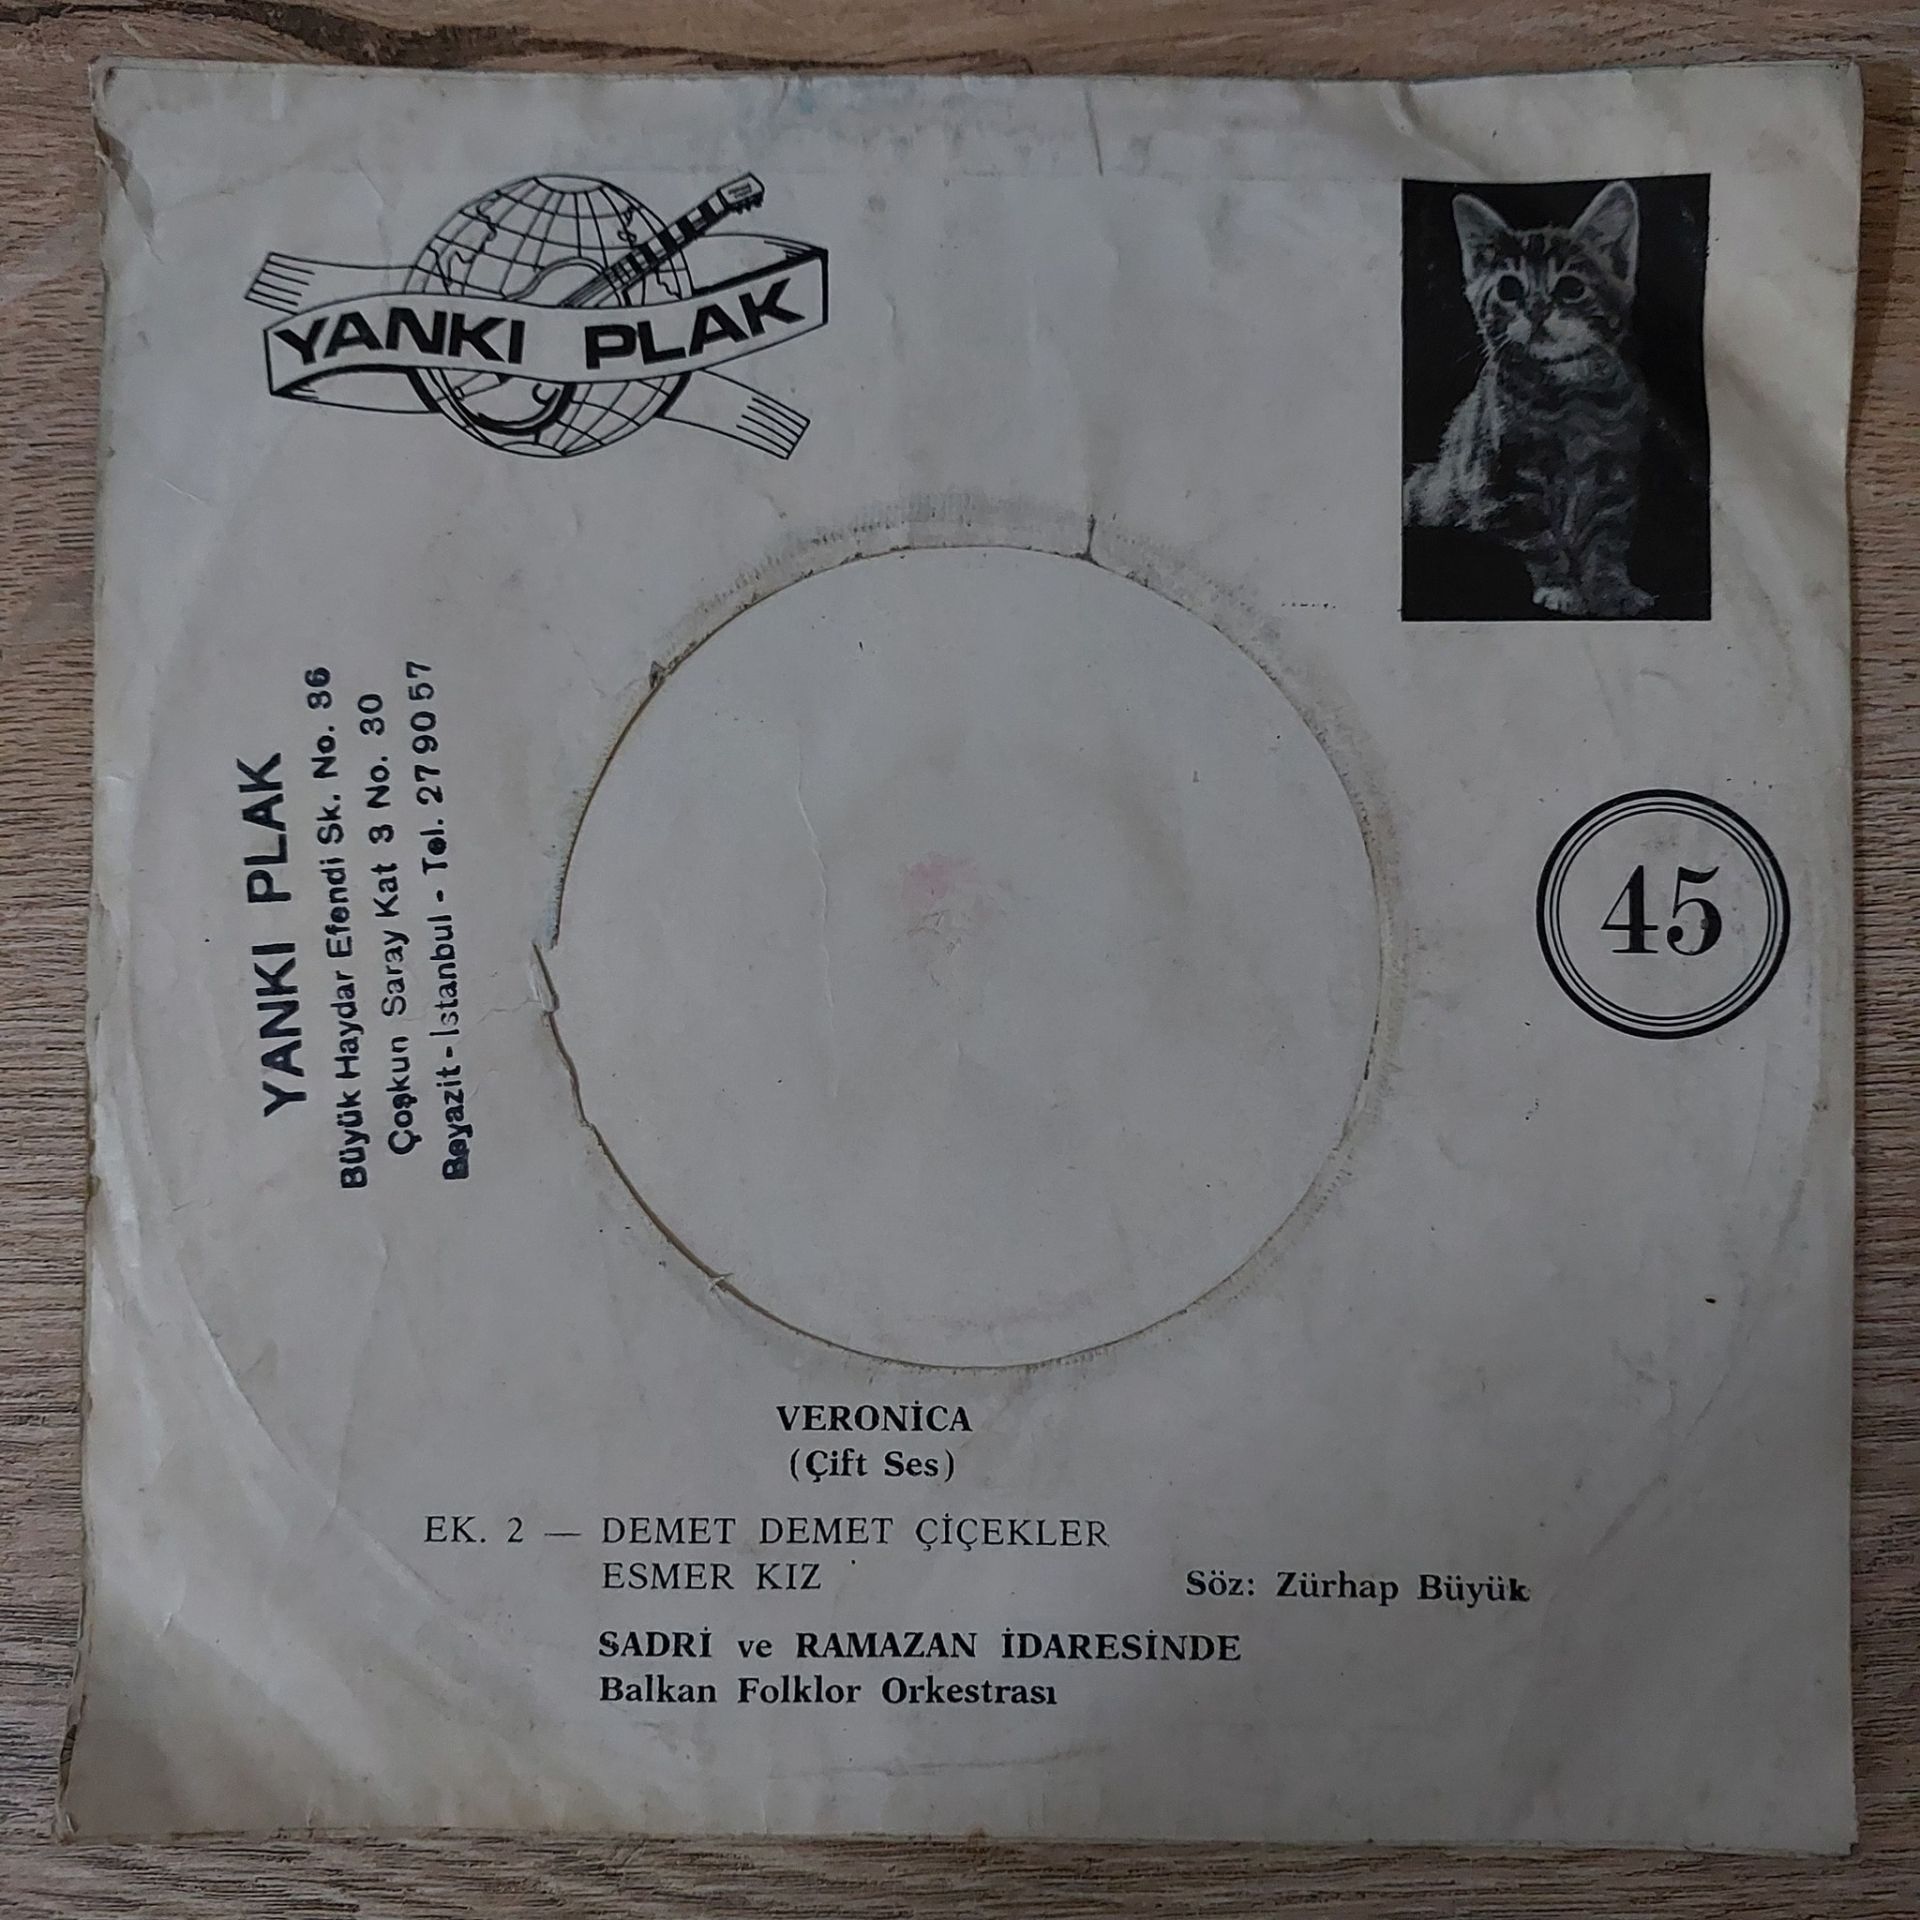 YANKI PLAK
YANKI PLAK
Büyük Haydar Efendi Sk. No. 36
Çoşkun Saray Kat 3 No. 30
Beyazit - İstanbul - Tel. 27 90 57
45
VERONİCA
(Çift Ses)
EK. 2 — DEMET DEMET ÇİÇEKLER
ESMER KIZ
Söz: Zürhap Büyük
SADRİ ve RAMAZAN İDARESİNDE
Balkan Folklor Orkestrası